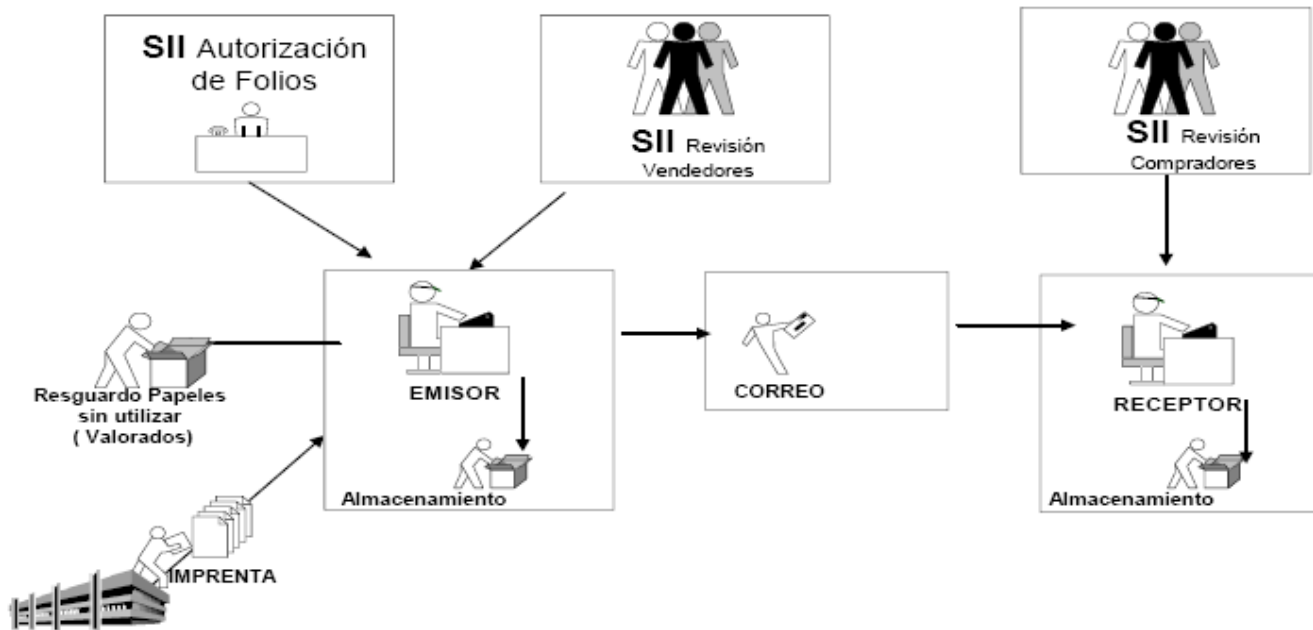 SII Autorización
de Folios
SII Revisión
Vendedores
SII Revisión
Compradores
Resguardo Papeles
sin utilizar
( Valorados)
EMISOR
Almacenamiento
CORREO
RECEPTOR
Almacenamiento
IMPRENTA